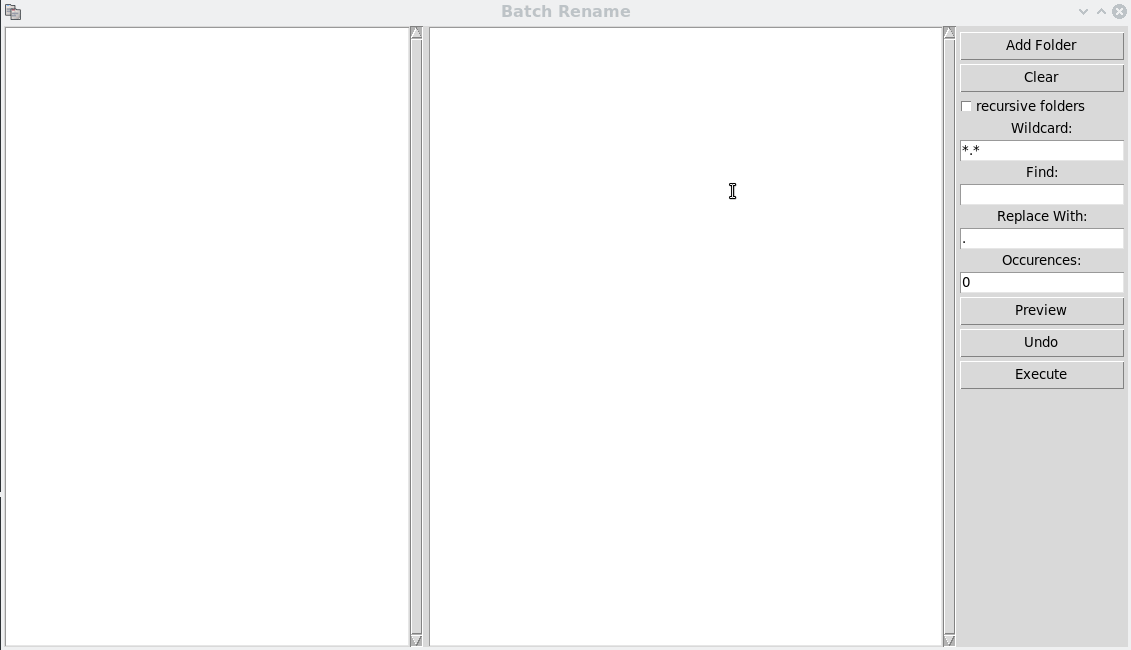 Batch Rename
Add Folder
Clear
recursive folders
Wildcard:
*.*
Find:
Replace With:
.
Occurences:
0
Preview
Undo
Execute